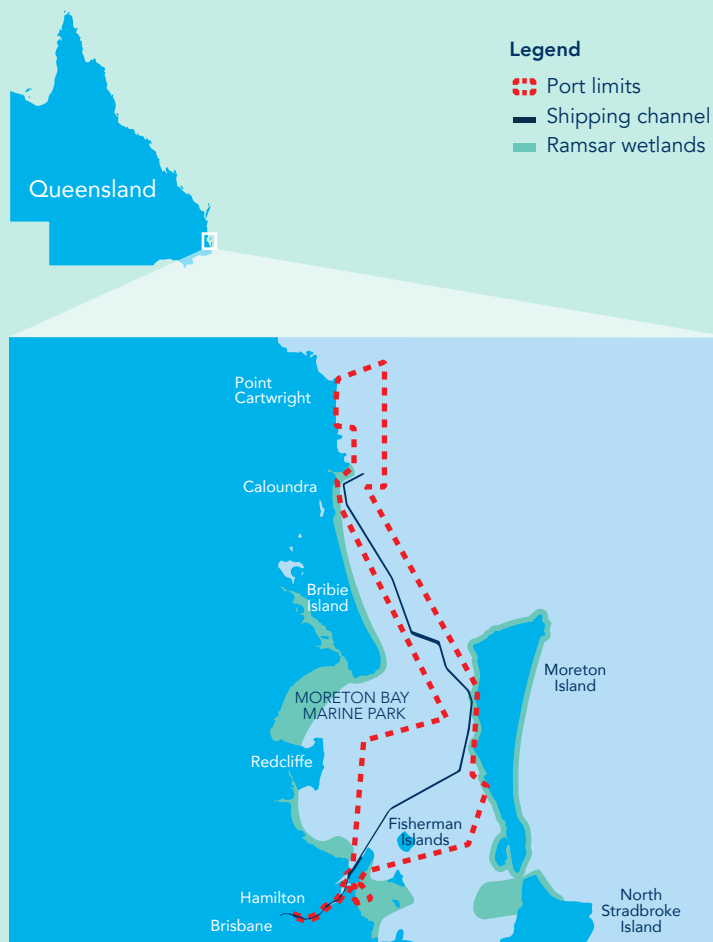 Legend
Port limits
Shipping channel
Ramsar wetlands
Queensland
Point
Cartwright
Caloundra
Bribie
Island
Moreton
Island
MORETON BAY
MARINE PARK
Redcliffe
Fisherman
Islands
Hamilton
Brisbane
North
Stradbroke
Island